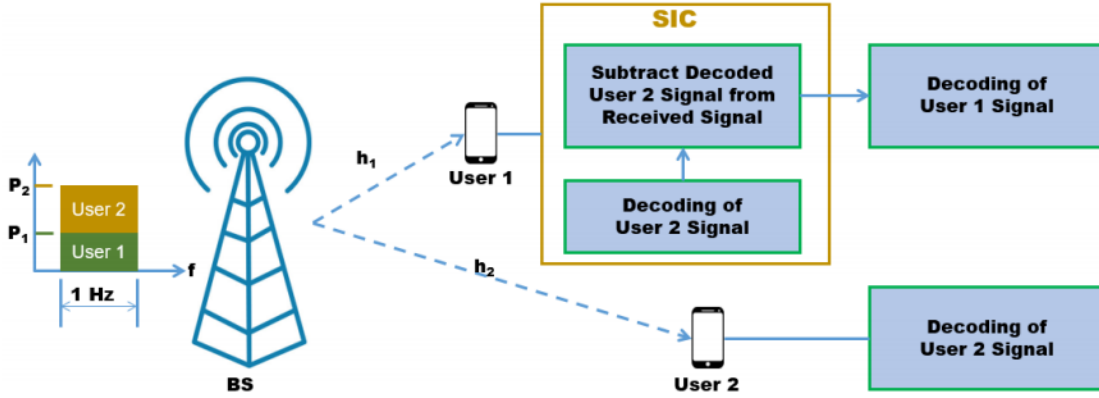 SIC
Subtract Decoded
User 2 Signal from
Received Signal
Decoding of
User 1 Signal
h₁
User 1
Decoding of
User 2 Signal
P₂
User 2
P₁
User 1
f
1 Hz
h₂
BS
User 2
Decoding of
User 2 Signal